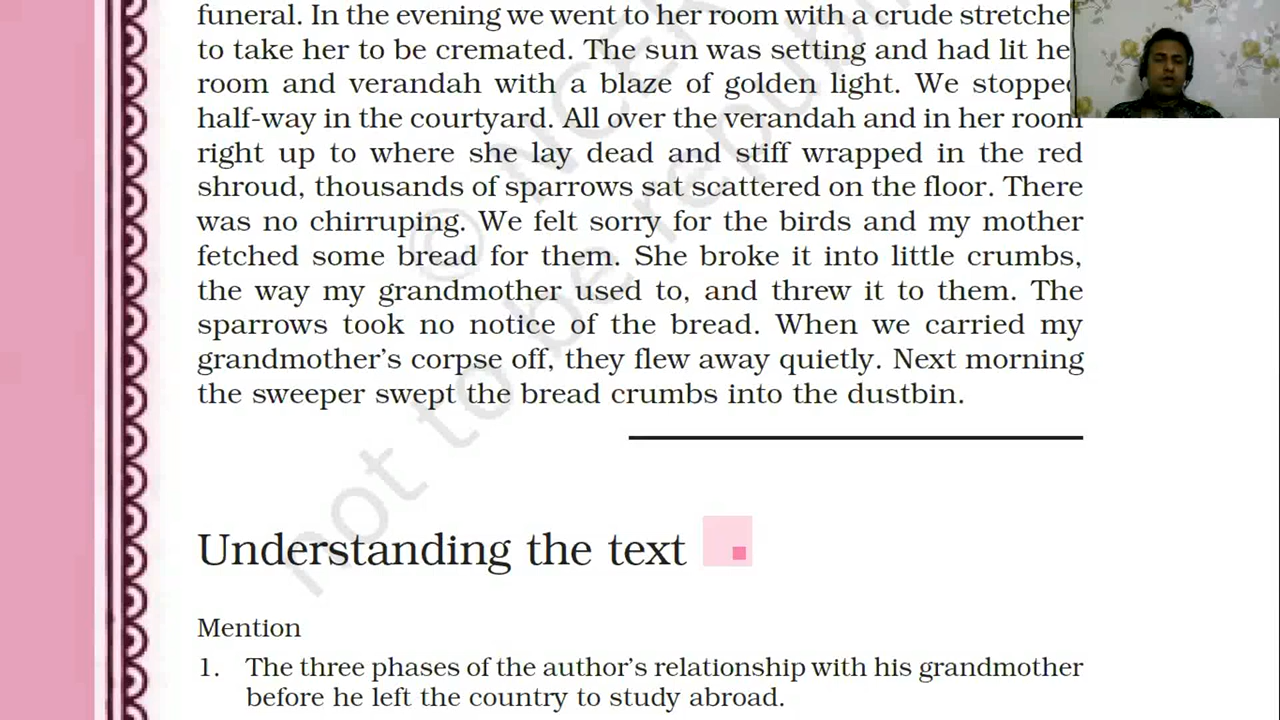 funeral. In the evening we went to her room with a crude stretche
to take her to be cremated. The sun was setting and had lit he
room and verandah with a blaze of golden light. We stopped
half-way in the courtyard. All over the verandah and in her room
right up to where she lay dead and stiff wrapped in the red
shroud, thousands of sparrows sat scattered on the floor. There
was no chirruping. We felt sorry for the birds and my mother
fetched some bread for them. She broke it into little crumbs,
the way my grandmother used to, and threw it to them. The
sparrows took no notice of the bread. When we carried my
grandmother's corpse off, they flew away quietly. Next morning
the sweeper swept the bread crumbs into the dustbin.
Understanding the text
Mention
1. The three phases of the author's relationship with his grandmother
before he left the country to study abroad.
© NCER
not to be republi